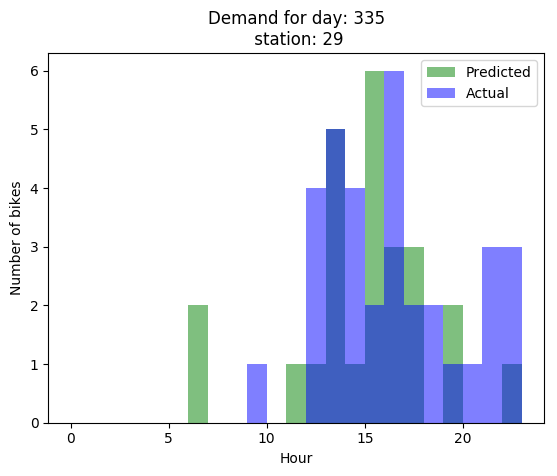 Demand for day: 335
station: 29
Predicted
Actual
6
5
4
3
2
1
0
Number of bikes
0 5 10 15 20
Hour